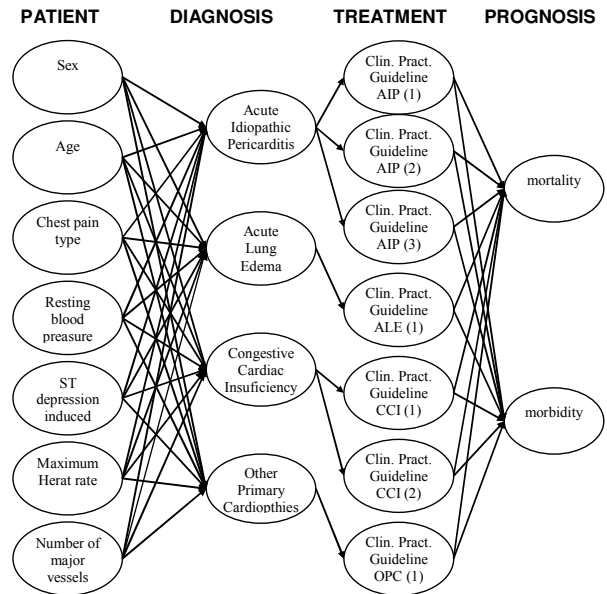 PATIENT DIAGNOSIS TREATMENT PROGNOSIS
Sex
Age
Chest pain
type
Resting
blood
preasure
ST
depression
induced
Maximum
Herat rate
Number of
major
vessels
Acute
Idiopathic
Pericarditis
Acute
Lung
Edema
Congestive
Cardiac
Insuficiency
Other
Primary
Cardiopthies
Clin. Pract.
Guideline
AIP (1)
Clin. Pract.
Guideline
AIP (2)
Clin. Pract.
Guideline
AIP (3)
Clin. Pract.
Guideline
ALE (1)
Clin. Pract.
Guideline
CCI (1)
Clin. Pract.
Guideline
CCI (2)
Clin. Pract.
Guideline
OPC (1)
mortality
morbidity